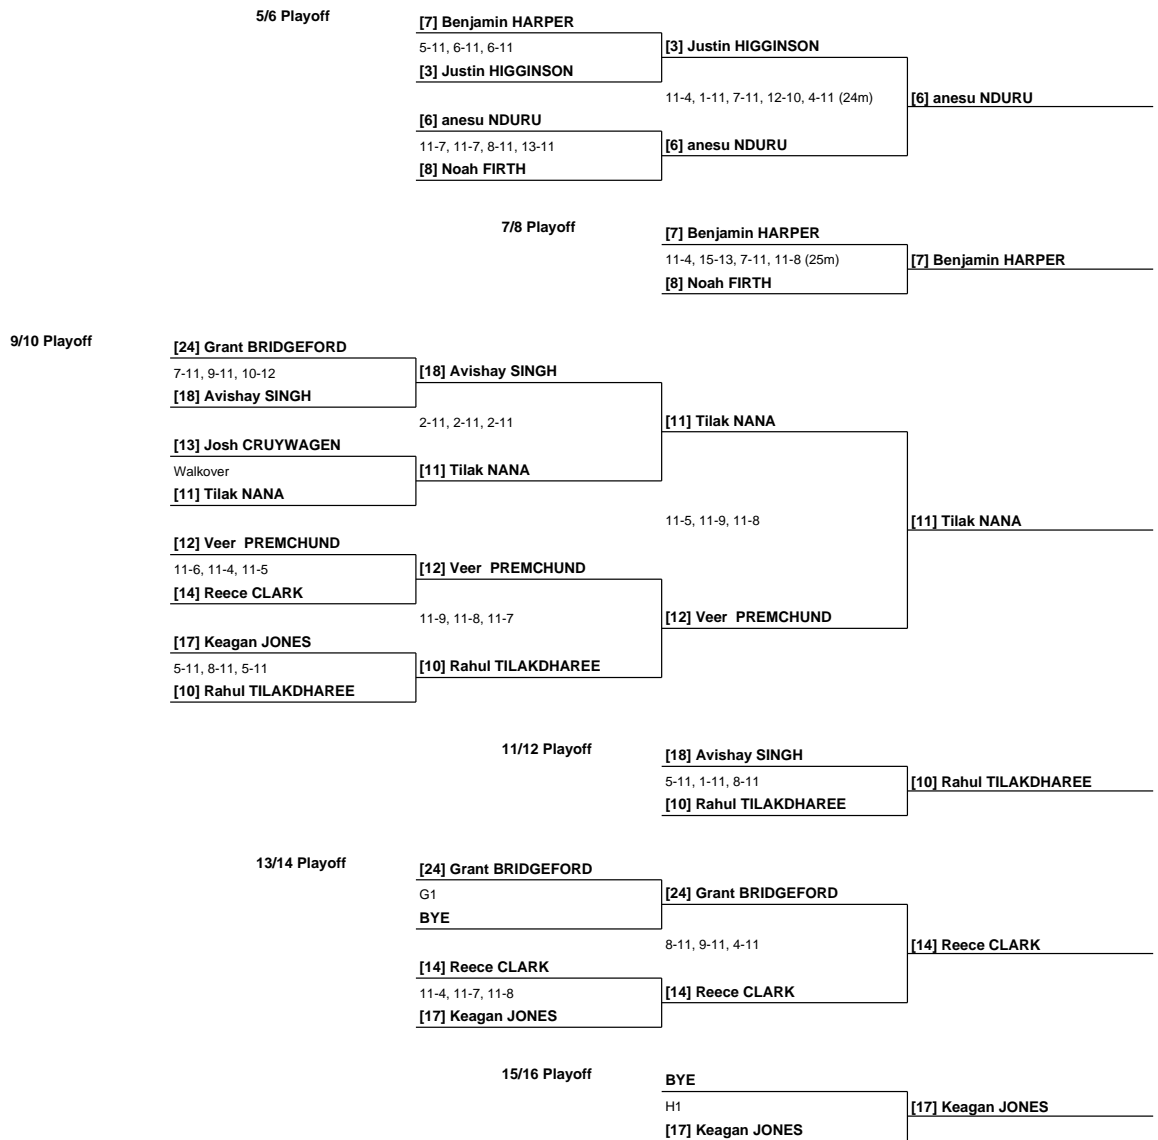 5/6 Playoff
[7] Benjamin HARPER
5-11, 6-11, 6-11
[3] Justin HIGGINSON
[3] Justin HIGGINSON
11-4, 1-11, 7-11, 12-10, 4-11 (24m)
[6] anesu NDURU
[6] anesu NDURU
11-7, 11-7, 8-11, 13-11
[6] anesu NDURU
[8] Noah FIRTH
7/8 Playoff
[7] Benjamin HARPER
11-4, 15-13, 7-11, 11-8 (25m)
[7] Benjamin HARPER
[8] Noah FIRTH
9/10 Playoff
[24] Grant BRIDGEFORD
7-11, 9-11, 10-12
[18] Avishay SINGH
[18] Avishay SINGH
2-11, 2-11, 2-11
[11] Tilak NANA
[13] Josh CRUYWAGEN
Walkover
[11] Tilak NANA
[11] Tilak NANA
11-5, 11-9, 11-8
[11] Tilak NANA
[12] Veer  PREMCHUND
11-6, 11-4, 11-5
[12] Veer  PREMCHUND
[14] Reece CLARK
11-9, 11-8, 11-7
[12] Veer  PREMCHUND
[17] Keagan JONES
5-11, 8-11, 5-11
[10] Rahul TILAKDHAREE
[10] Rahul TILAKDHAREE
11/12 Playoff
[18] Avishay SINGH
5-11, 1-11, 8-11
[10] Rahul TILAKDHAREE
[10] Rahul TILAKDHAREE
13/14 Playoff
[24] Grant BRIDGEFORD
G1
[24] Grant BRIDGEFORD
BYE
8-11, 9-11, 4-11
[14] Reece CLARK
[14] Reece CLARK
11-4, 11-7, 11-8
[14] Reece CLARK
[17] Keagan JONES
15/16 Playoff
BYE
H1
[17] Keagan JONES
[17] Keagan JONES